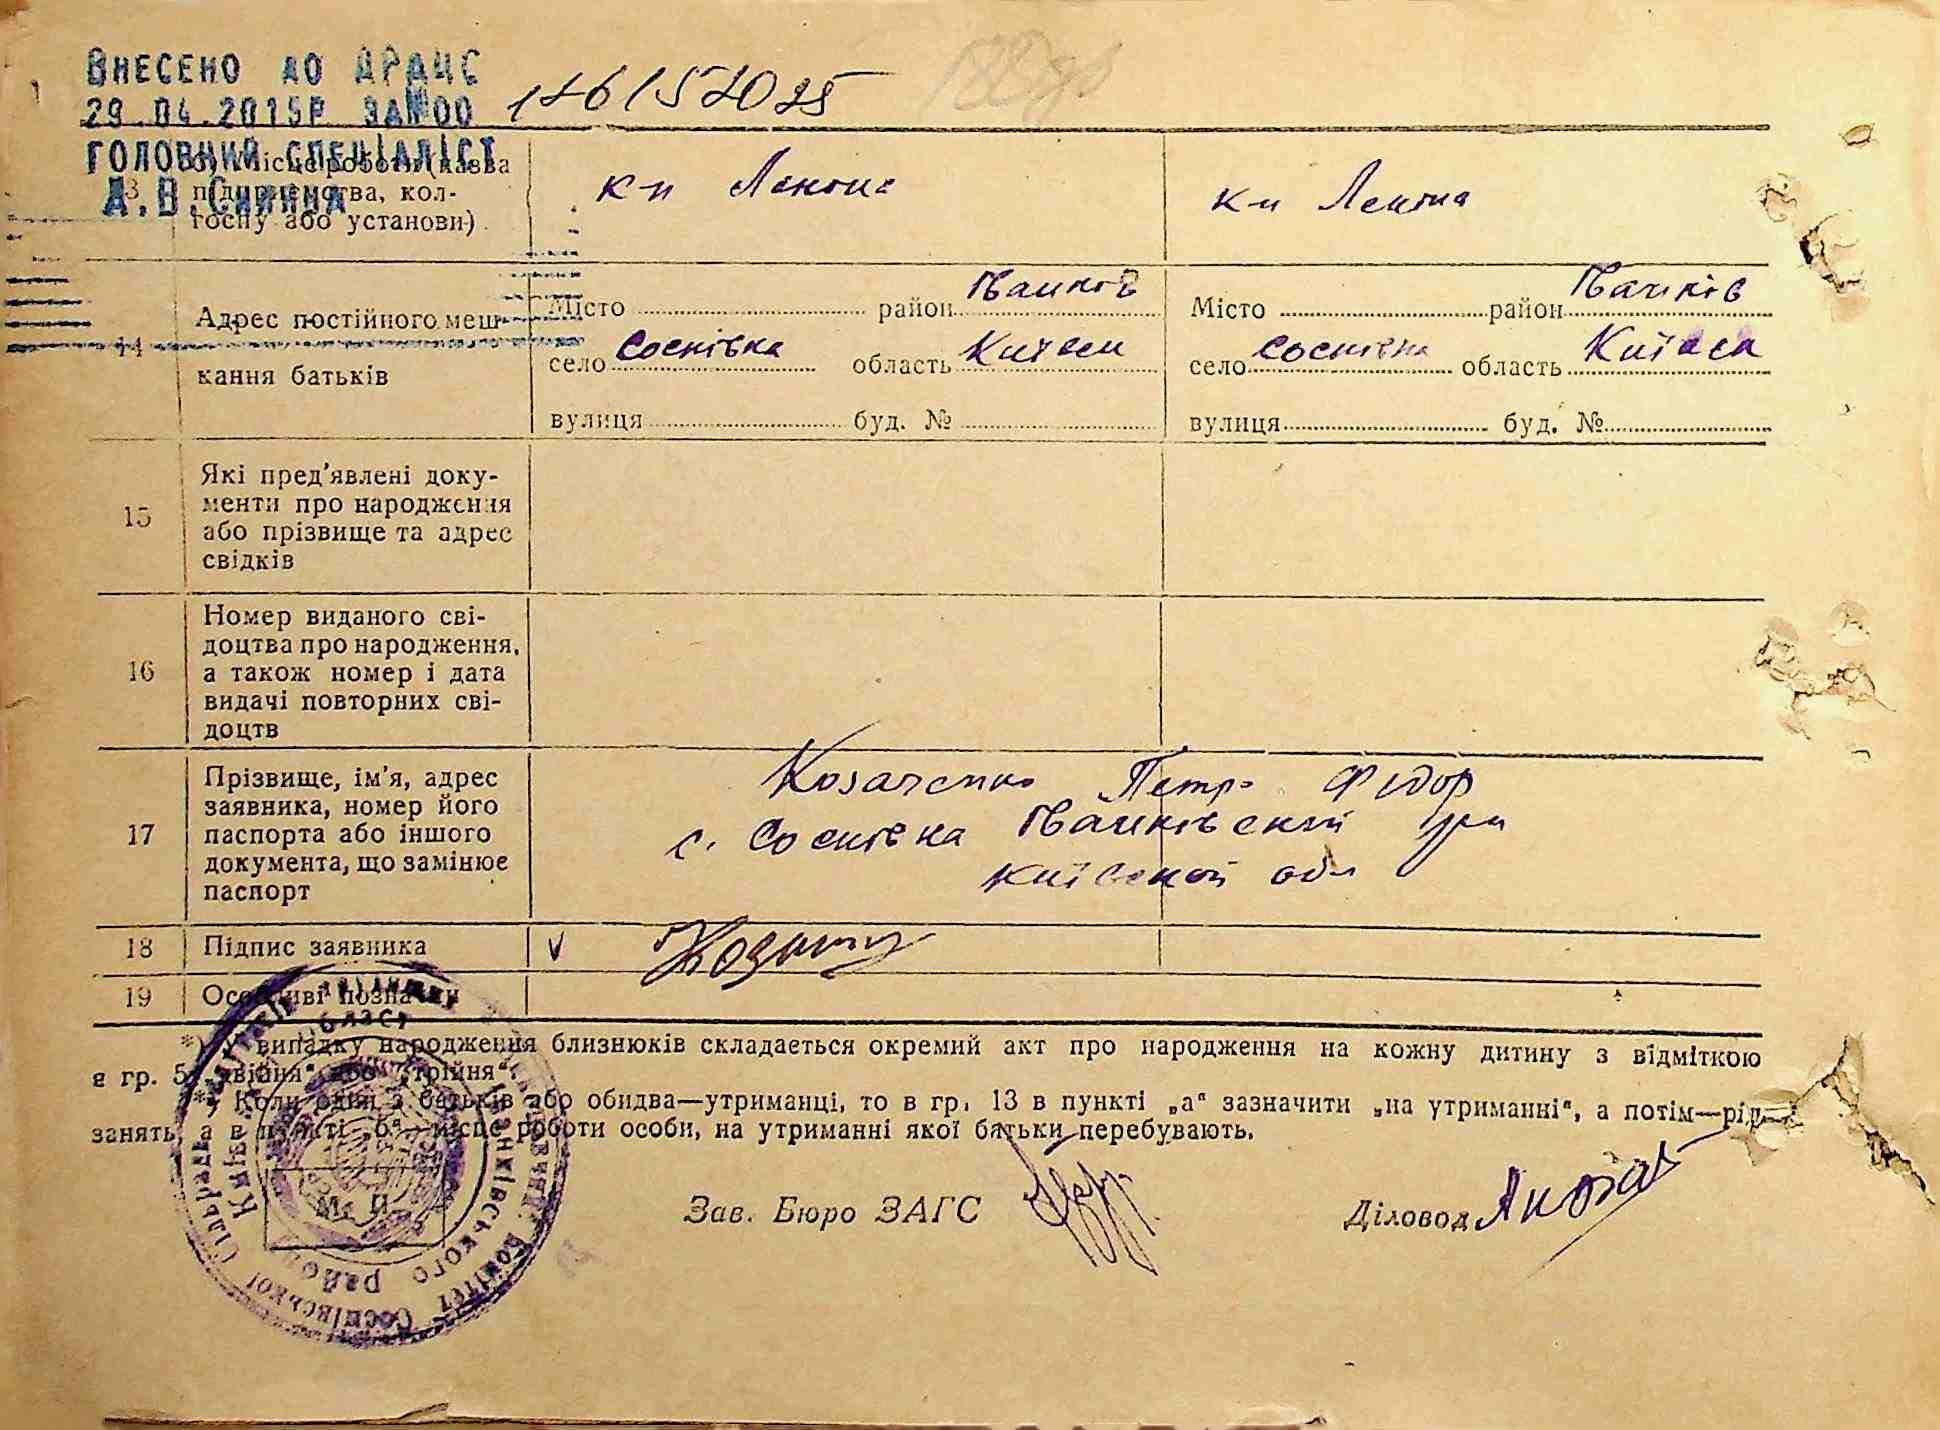 ВНЕСЕНО ДО ДРАЦС
29.04.2015Р ЗА№00
ГОЛОВНИЙ СПЕЦІАЛІСТ
А.В.
місце роботи (назва підприємства, колгоспу або установи)
к-п Леніна
к-п Леніна
14
Адрес постійного мешкання батьків
Місто район Іванків
село Соснівка область
вулиця буд. №
Місто район Іванків
село Соснівка область
вулиця буд. №
15
Які пред'явлені документи про народження або прізвище та адрес свідків
16
Номер виданого свідоцтва про народження, а також номер і дата видачі повторних свідоцтв
17
Прізвище, ім'я, адрес заявника, номер його паспорта або іншого документа, що замінює паспорт
Козаченко Петро Федор
с. Соснівка Іванківский рн
обл
18
Підпис заявника
V
19
Особливі позначки
*) У випадку народження близнюків складається окремий акт про народження на кожну дитину з відміткою
в гр. 5 „двійня“ або „трійня“.
Коли один з батьків або обидва—утриманці, то в гр. 13 в пункті „а“ зазначити „на утриманні“, а потім—рід
занять, а в пункті „б“—місце роботи особи, на утриманні якої батьки перебувають.
М. П.
Зав. Бюро ЗАГС
Діловод